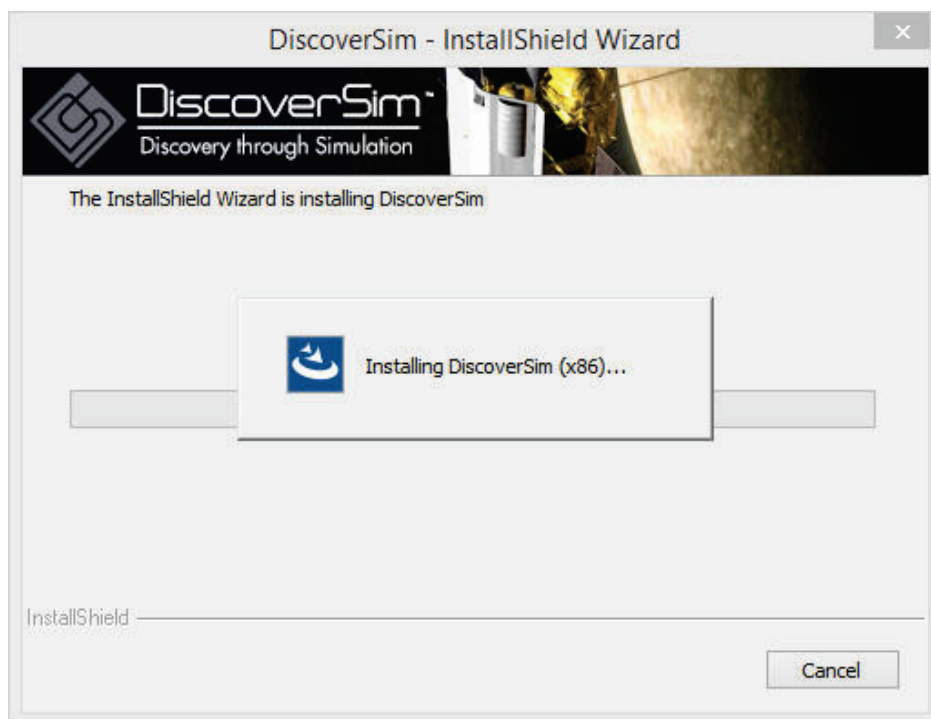 DiscoverSim - InstallShield Wizard
DiscoverSim™
Discovery through Simulation
The InstallShield Wizard is installing DiscoverSim
Installing DiscoverSim (x86)...
InstallShield
Cancel